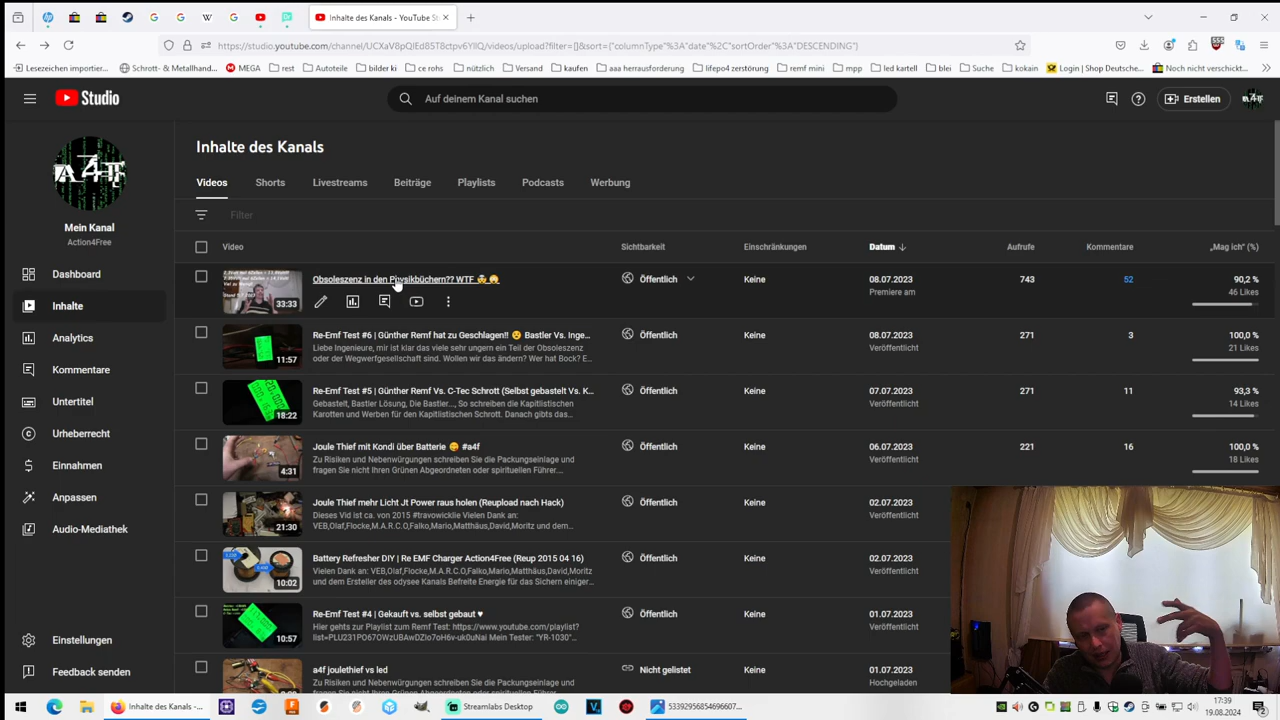 Inhalte des Kanals - YouTube S
https://studio.youtube.com/channel/UCXaV8pQIEd85T8ctpv6YIIQ/videos/upload?filter=[]&sort={"columnType"%3A"date"%2C"sortOrder"%3A"DESCENDING"}
Lesezeichen importier... Schrott- & Metallhand... MEGA rest Autoteile bilder ki ce rohs nützlich Versand kaufen aaa herrausforderung lifepo4 zerstörung remf mini mpp led kartell blei Suche kokain Login | Shop Deutsche... Noch nicht verschickt...
Studio
Auf deinem Kanal suchen
Erstellen
A4T
Mein Kanal
Action4Free
Dashboard
Inhalte
Analytics
Kommentare
Untertitel
Urheberrecht
Einnahmen
Anpassen
Audio-Mediathek
Einstellungen
Feedback senden
Inhalte des Kanals
Videos Shorts Livestreams Beiträge Playlists Podcasts Werbung
Filter
Video Sichtbarkeit Einschränkungen Datum Aufrufe Kommentare „Mag ich“ (%)
Obsoleszenz in den Physikbüchern?? WTF Öffentlich Keine 08.07.2023 743 52 90,2 %
Premiere am 46 Likes
33:33
Re-Emf Test #6 | Günther Remf hat zu Geschlagen!! Bastler Vs. Inge... Öffentlich Keine 08.07.2023 271 3 100,0 %
Liebe Ingenieure, mir ist klar das viele sehr ungern ein Teil der Obsoleszenz Veröffentlicht 21 Likes
oder der Wegwerfgesellschaft sind. Wollen wir das ändern? Wer hat Bock? E...
11:57
Re-Emf Test #5 | Günther Remf Vs. C-Tec Schrott (Selbst gebastelt Vs. K... Öffentlich Keine 07.07.2023 271 11 93,3 %
Gebastelt, Bastler Lösung, Die Bastler..., So schreiben die Kapitlistischen Veröffentlicht 14 Likes
Karotten und Werben für den Kapitlistischen Schrott. Danach gibts das...
18:22
Joule Thief mit Kondi über Batterie #a4f Öffentlich Keine 06.07.2023 221 16 100,0 %
Zu Risiken und Nebenwürgungen schreiben Sie die Packungseinlage und Veröffentlicht 18 Likes
fragen Sie nicht Ihren Grünen Abgeordneten oder spirituellen Führer...
4:31
Joule Thief mehr Licht Jt Power raus holen (Reupload nach Hack) Öffentlich Keine 02.07.2023
Dieses Vid ist ca. von 2015 #travowickle Vielen Dank an: Veröffentlicht
VEB,Olaf,Flocke,M.A.R.C.O,Falko,Mario,Matthäus,David,Moritz und dem...
21:30
Battery Refresher DIY | Re EMF Charger Action4Free (Reup 2015 04 16) Öffentlich Keine 02.07.2023
Vielen Dank an: VEB,Olaf,Flocke,M.A.R.C.O,Falko,Mario,Matthäus,David,Moritz Veröffentlicht
und dem Ersteller des odysee Kanals Befreite Energie für das Sichern einiger...
10:02
Re-Emf Test #4 | Gekauft vs. selbst gebaut ♥ Öffentlich Keine 01.07.2023
Hier gehts zur Playlist zum Remf Test: https://www.youtube.com/playlist? Veröffentlicht
list=PLU231PO67OWzUBAwDZlo7oH6v-uk0uNai Mein Tester: "YR-1030"...
10:57
a4f joulethief vs led Nicht gelistet Keine 01.07.2023
Zu Risiken und Nebenwürgungen schreiben Sie die Packungseinlage und Hochgeladen
fragen Sie nicht Ihren Grünen Abgeordneten oder spirituellen Führer...
Inhalte des Kanals -... Streamlabs Desktop 53392956854696607... 17:39
19.08.2024